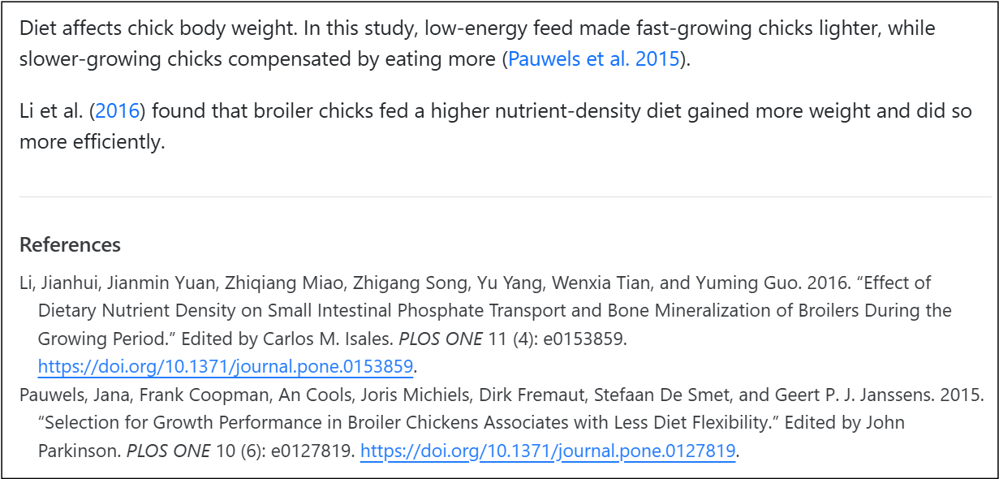 Diet affects chick body weight. In this study, low-energy feed made fast-growing chicks lighter, while
slower-growing chicks compensated by eating more (Pauwels et al. 2015).
Li et al. (2016) found that broiler chicks fed a higher nutrient-density diet gained more weight and did so
more efficiently.
References
Li, Jianhui, Jianmin Yuan, Zhiqiang Miao, Zhigang Song, Yu Yang, Wenxia Tian, and Yuming Guo. 2016. “Effect of
Dietary Nutrient Density on Small Intestinal Phosphate Transport and Bone Mineralization of Broilers During the
Growing Period.” Edited by Carlos M. Isales. PLOS ONE 11 (4): e0153859.
https://doi.org/10.1371/journal.pone.0153859.
Pauwels, Jana, Frank Coopman, An Cools, Joris Michiels, Dirk Fremaut, Stefaan De Smet, and Geert P. J. Janssens. 2015.
“Selection for Growth Performance in Broiler Chickens Associates with Less Diet Flexibility.” Edited by John
Parkinson. PLOS ONE 10 (6): e0127819. https://doi.org/10.1371/journal.pone.0127819.